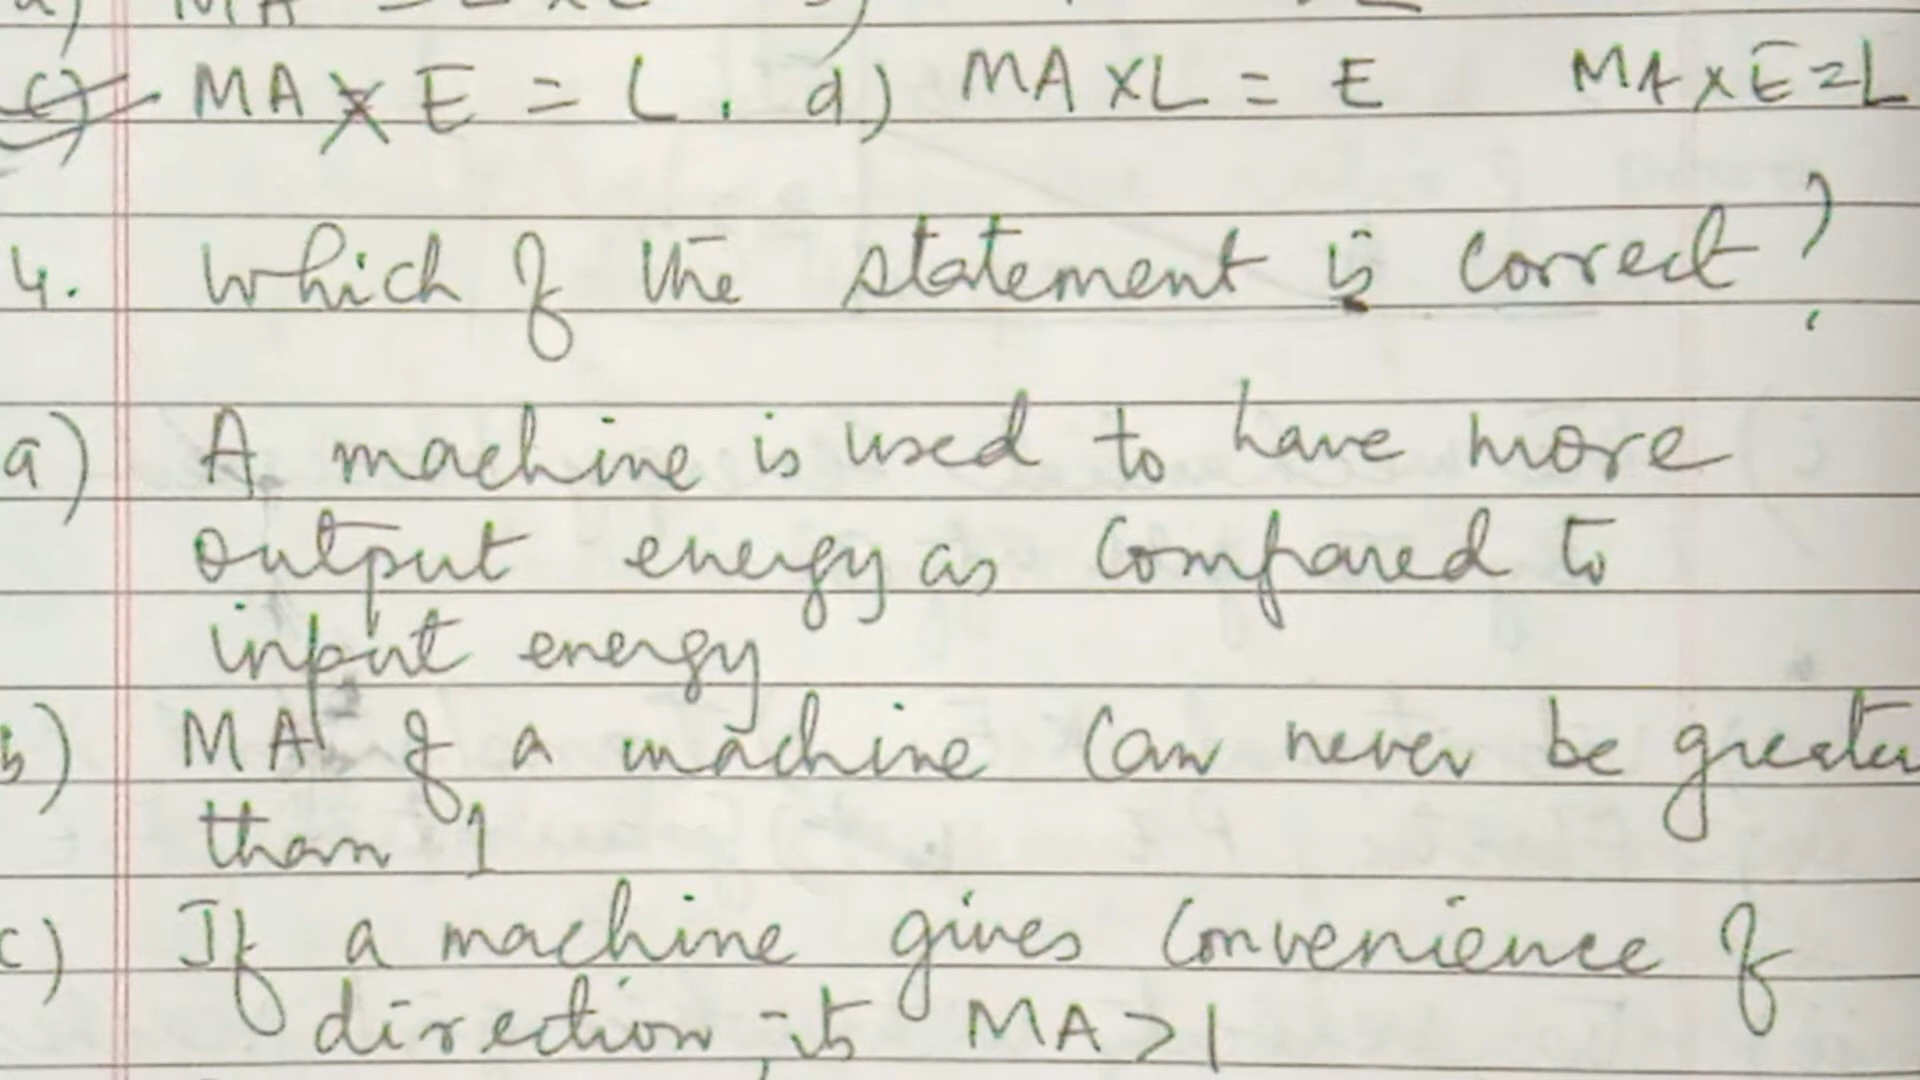 c) MA X E = L. d) MA X L = E MA X E = L
4. Which of the statement is correct?
a) A machine is used to have more
output energy as compared to
input energy
b) MA of a machine can never be greater
than 1
c) If a machine gives convenience of
direction, its MA > 1